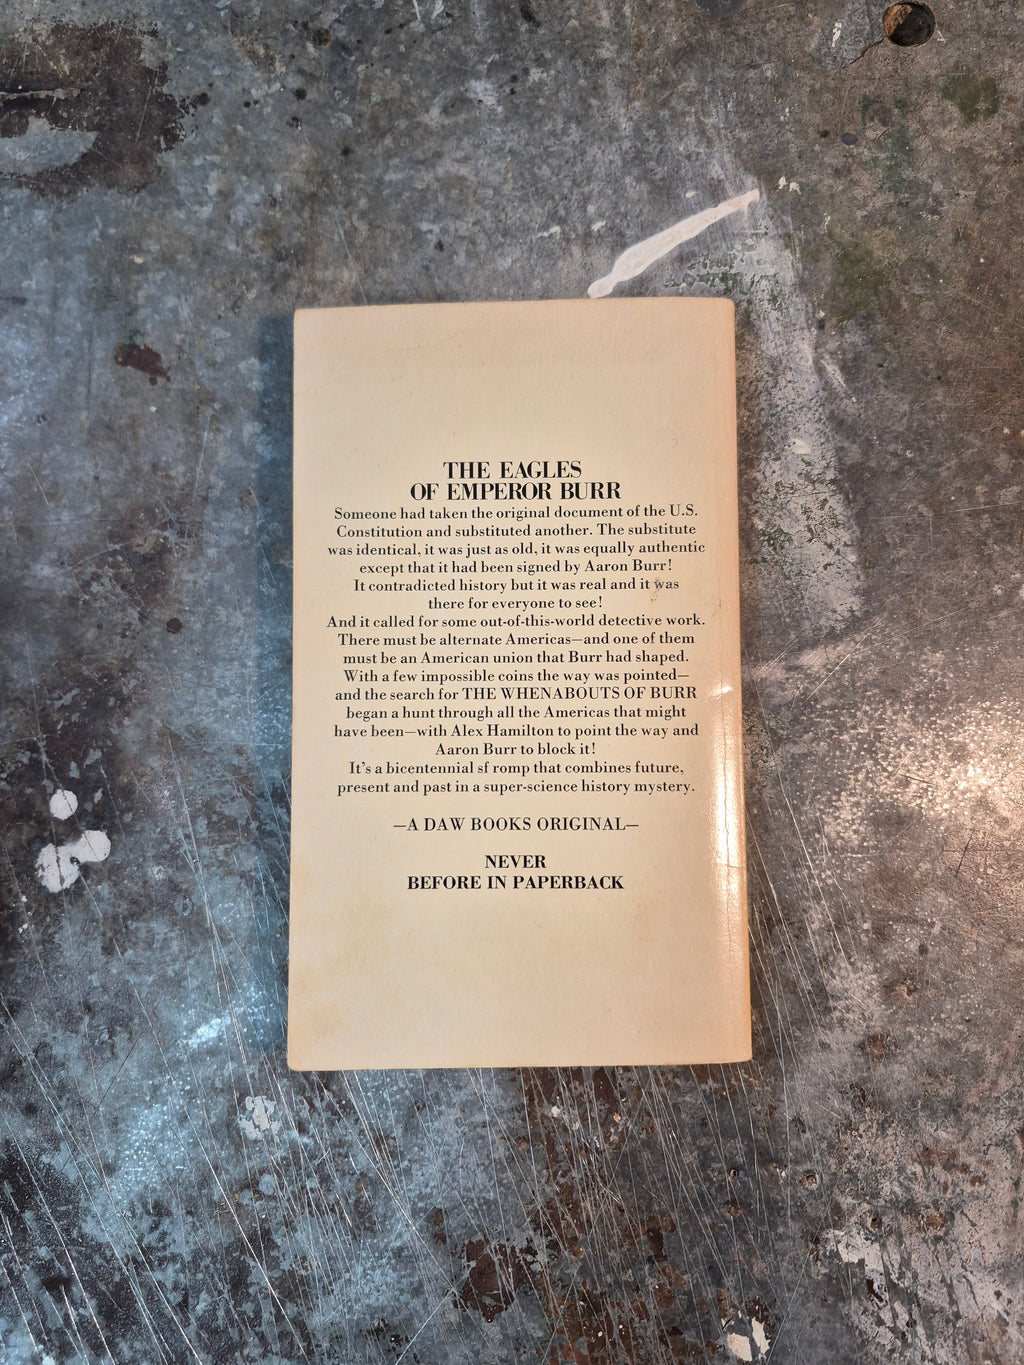 THE EAGLES
OF EMPEROR BURR
Someone had taken the original document of the U.S.
Constitution and substituted another. The substitute
was identical, it was just as old, it was equally authentic
except that it had been signed by Aaron Burr!
It contradicted history but it was real and it was
there for everyone to see!
And it called for some out-of-this-world detective work.
There must be alternate Americas—and one of them
must be an American union that Burr had shaped.
With a few impossible coins the way was pointed—
and the search for THE WHENABOUTS OF BURR
began a hunt through all the Americas that might
have been—with Alex Hamilton to point the way and
Aaron Burr to block it!
It's a bicentennial sf romp that combines future,
present and past in a super-science history mystery.
—A DAW BOOKS ORIGINAL—
NEVER
BEFORE IN PAPERBACK